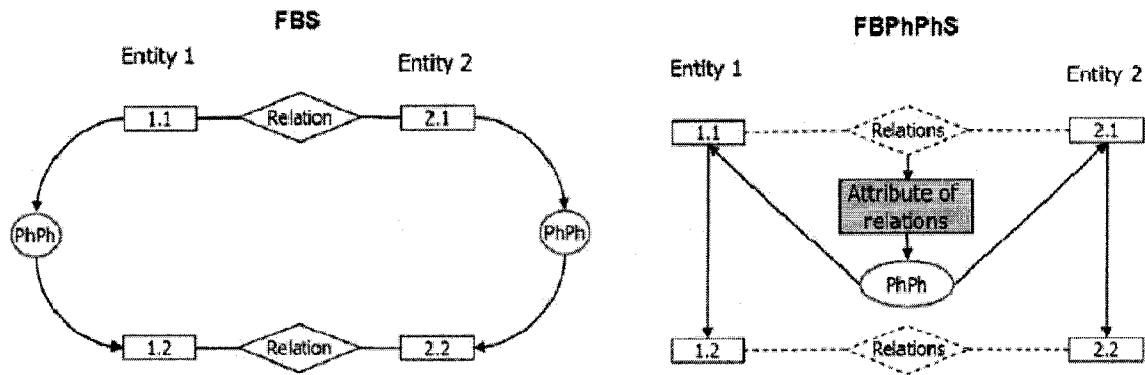 FBS
Entity 1
Entity 2
1.1
Relation
2.1
PhPh
PhPh
1.2
Relation
2.2
FBPhPhS
Entity 1
Entity 2
1.1
Relations
2.1
Attribute of
relations
PhPh
1.2
Relations
2.2